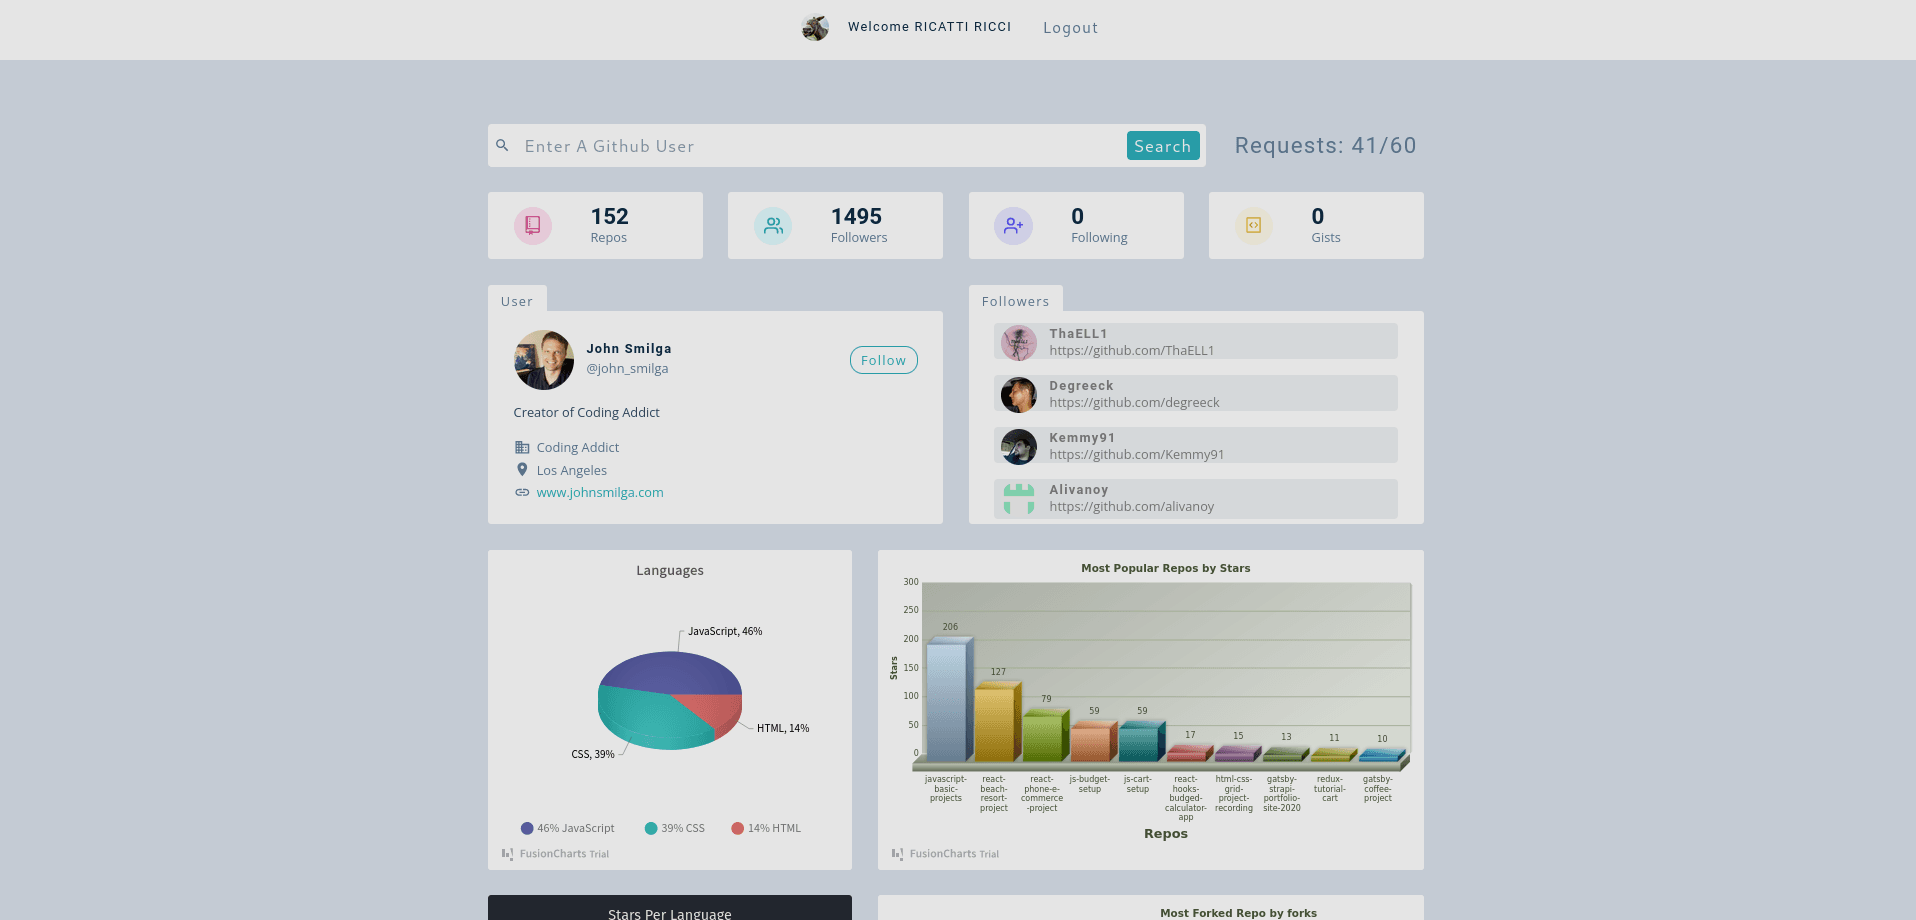 Welcome RICATTI RICCI
Logout
Enter A Github User
Search
Requests: 41/60
152
Repos
1495
Followers
0
Following
0
Gists
User
John Smilga
@john_smilga
Follow
Creator of Coding Addict
Coding Addict
Los Angeles
www.johnsmilga.com
Followers
ThaELL1
https://github.com/ThaELL1
Degreeck
https://github.com/degreeck
Kemmy91
https://github.com/Kemmy91
Alivanoy
https://github.com/alivanoy
Languages
JavaScript, 46%
HTML, 14%
CSS, 39%
46% JavaScript
39% CSS
14% HTML
FusionCharts Trial
Most Popular Repos by Stars
Stars
300
250
200
150
100
50
0
206
127
79
59
59
17
15
13
11
10
javascript-
basic-
projects
react-
beach-
resort-
project
react-
phone-e-
commerce
-project
js-budget-
setup
js-cart-
setup
react-
hooks-
budged-
calculator-
app
html-css-
grid-
project-
recording
gatsby-
strapi-
portfolio-
site-2020
redux-
tutorial-
cart
gatsby-
coffee-
project
Repos
FusionCharts Trial
Stars Per Language
Most Forked Repo by forks